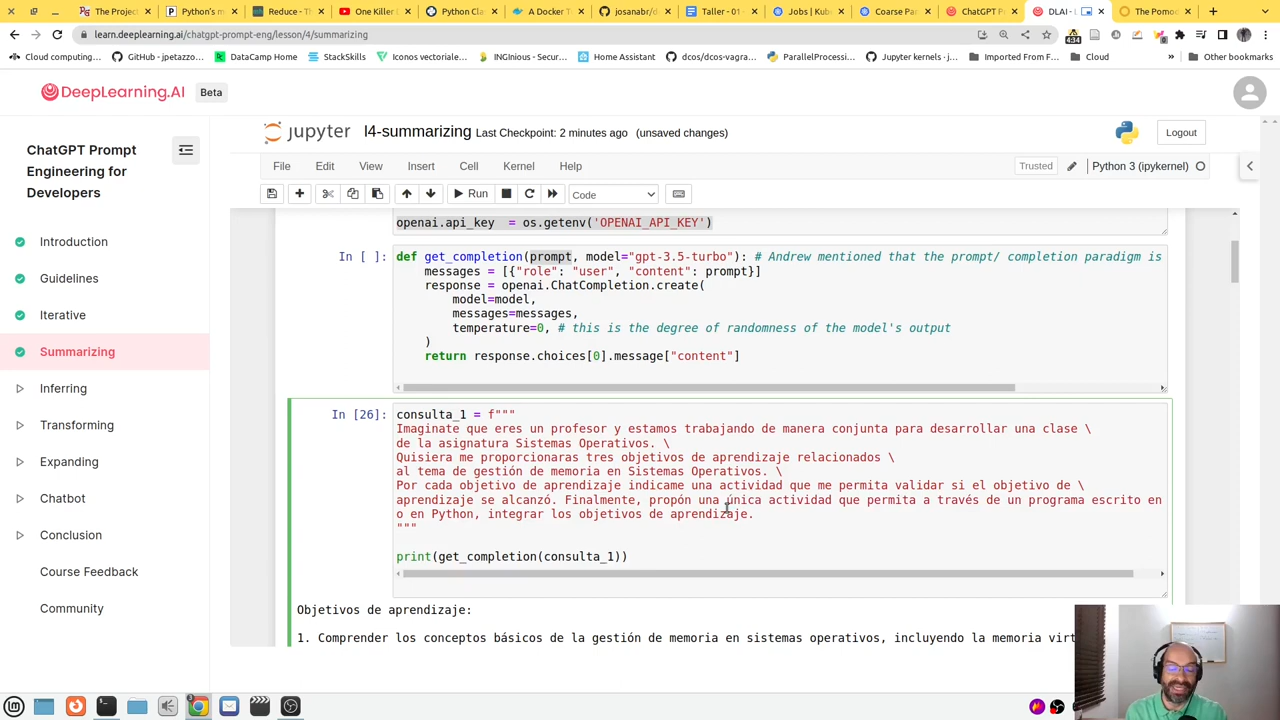 The Project
Python's m
Reduce - Th
One Killer
Python Cla
A Docker T
josanabr/d
Taller - 01
Jobs | Kub
Coarse Par
ChatGPT P
DLAI - L
The Pomod
learn.deeplearning.ai/chatgpt-prompt-eng/lesson/4/summarizing
4:34
Cloud computing...
GitHub - jpetazzo...
DataCamp Home
StackSkills
Iconos vectoriale...
INGInious - Secur...
Home Assistant
dcos/dcos-vagra...
ParallelProcessi...
Jupyter kernels · j...
Imported From F...
Cloud
»
Other bookmarks
DeepLearning.AI
Beta
ChatGPT Prompt
Engineering for
Developers
Introduction
Guidelines
Iterative
Summarizing
Inferring
Transforming
Expanding
Chatbot
Conclusion
Course Feedback
Community
jupyter l4-summarizing Last Checkpoint: 2 minutes ago (unsaved changes)
Logout
File Edit View Insert Cell Kernel Help
Trusted
Python 3 (ipykernel)
Run
Code
openai.api_key  = os.getenv('OPENAI_API_KEY')
In [ ]:
def get_completion(prompt, model="gpt-3.5-turbo"): # Andrew mentioned that the prompt/ completion paradigm is
    messages = [{"role": "user", "content": prompt}]
    response = openai.ChatCompletion.create(
        model=model,
        messages=messages,
        temperature=0, # this is the degree of randomness of the model's output
    )
    return response.choices[0].message["content"]
In [26]:
consulta_1 = f"""
Imaginate que eres un profesor y estamos trabajando de manera conjunta para desarrollar una clase \
de la asignatura Sistemas Operativos. \
Quisiera me proporcionaras tres objetivos de aprendizaje relacionados \
al tema de gestión de memoria en Sistemas Operativos. \
Por cada objetivo de aprendizaje indicame una actividad que me permita validar si el objetivo de \
aprendizaje se alcanzó. Finalmente, propón una única actividad que permita a través de un programa escrito en
o en Python, integrar los objetivos de aprendizaje.
"""
print(get_completion(consulta_1))
Objetivos de aprendizaje:
1. Comprender los conceptos básicos de la gestión de memoria en sistemas operativos, incluyendo la memoria virt
3